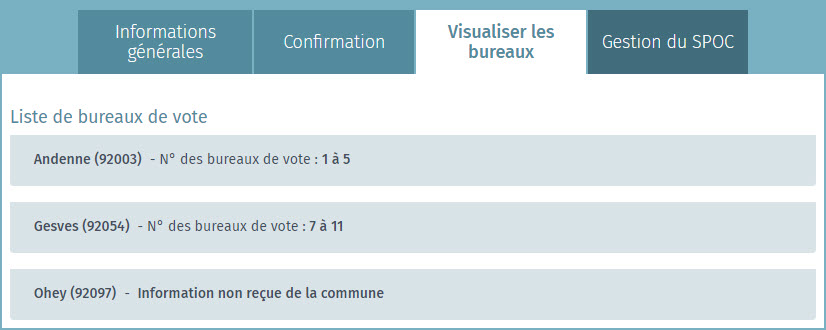 Informations
générales
Confirmation
Visualiser les
bureaux
Gestion du SPOC
Liste de bureaux de vote
Andenne (92003) - N° des bureaux de vote : 1 à 5
Gesves (92054) - N° des bureaux de vote : 7 à 11
Ohey (92097) - Information non reçue de la commune